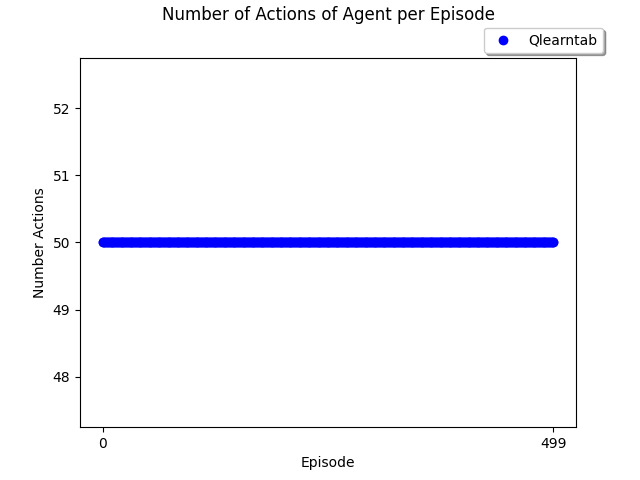 Number of Actions of Agent per Episode
Qlearntab
52
51
50
49
48
Number Actions
0
499
Episode